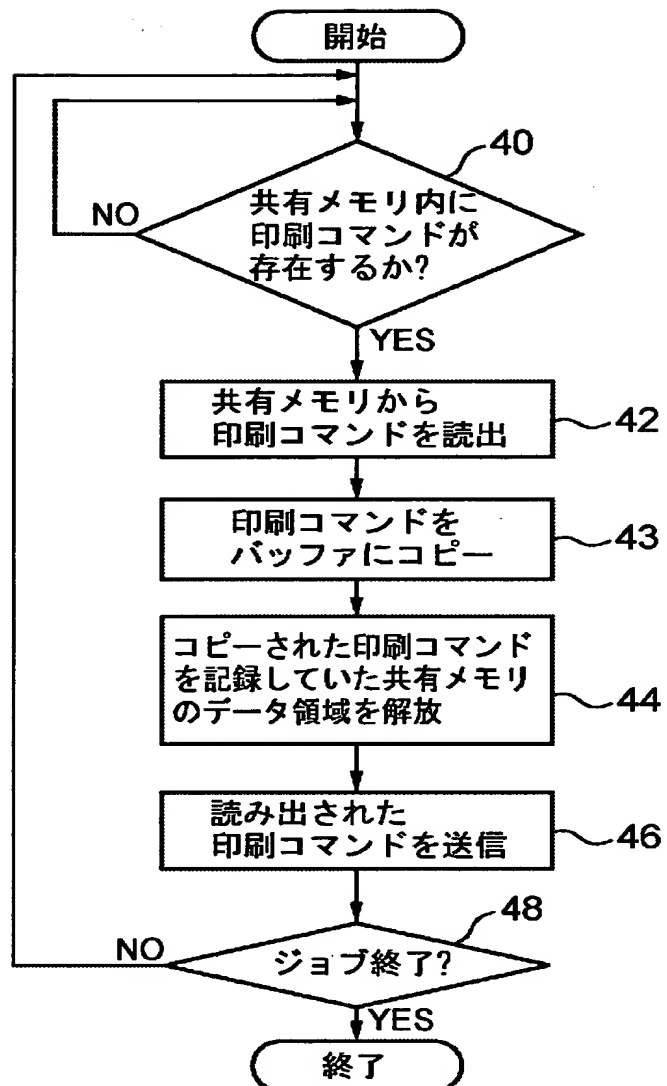 開始
40
共有メモリ内に
印刷コマンドが
存在するか?
NO
YES
共有メモリから
印刷コマンドを読出
42
印刷コマンドを
バッファにコピー
43
コピーされた印刷コマンド
を記録していた共有メモリ
のデータ領域を解放
44
読み出された
印刷コマンドを送信
46
48
NO
ジョブ終了?
YES
終了